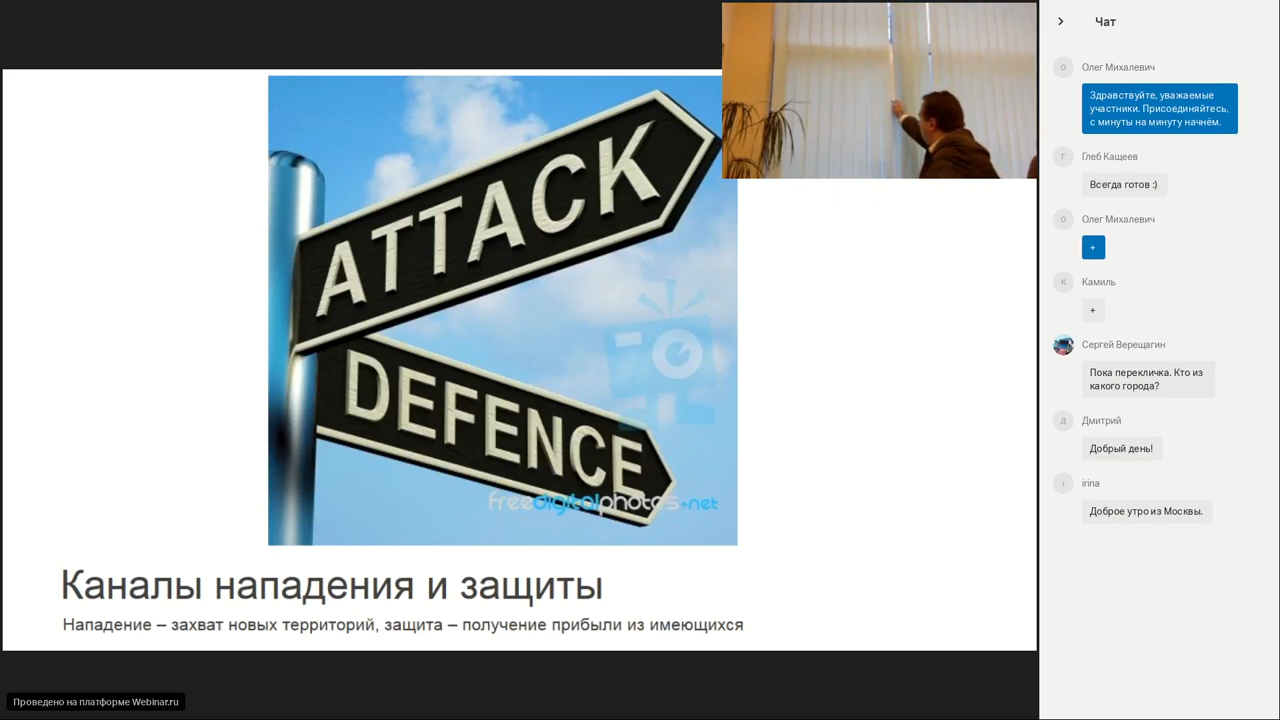 ATTACK
DEFENCE
freedigitalphotos.net
Каналы нападения и защиты
Нападение – захват новых территорий, защита – получение прибыли из имеющихся
Проведено на платформе Webinar.ru
Чат
О
Олег Михалевич
Здравствуйте, уважаемые
участники. Присоединяйтесь,
с минуты на минуту начнём.
Г
Глеб Кащеев
Всегда готов :)
О
Олег Михалевич
+
К
Камиль
+
Сергей Верещагин
Пока перекличка. Кто из
какого города?
Д
Дмитрий
Добрый день!
i
irina
Доброе утро из Москвы.